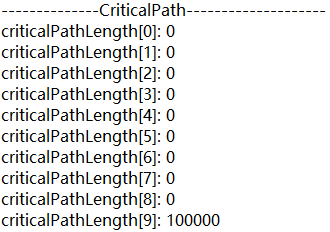 --------------CriticalPath--------------------
criticalPathLength[0]: 0
criticalPathLength[1]: 0
criticalPathLength[2]: 0
criticalPathLength[3]: 0
criticalPathLength[4]: 0
criticalPathLength[5]: 0
criticalPathLength[6]: 0
criticalPathLength[7]: 0
criticalPathLength[8]: 0
criticalPathLength[9]: 100000